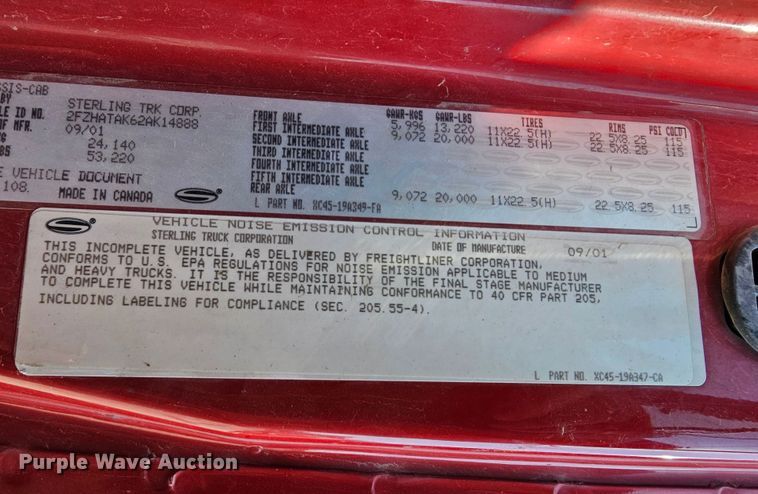 SSIS-CAB
BY STERLING TRK CORP.
LE ID NO. 2FZHATAK62AK14888
OF MFR. 09/01
24,140
BS 53,220
E VEHICLE DOCUMENT
108. MADE IN CANADA
GAWR-KGS GAWR-LBS TIRES RIMS PSI COLD
FRONT AXLE 5,996 13,220 11X22.5(H) 22.5X8.25 115
FIRST INTERMEDIATE AXLE 9,072 20,000 11X22.5(H) 22.5X8.25 115
SECOND INTERMEDIATE AXLE
THIRD INTERMEDIATE AXLE
FOURTH INTERMEDIATE AXLE
FIFTH INTERMEDIATE AXLE
REAR AXLE 9,072 20,000 11X22.5(H) 22.5X8.25 115
L PART NO. XC45-19A349-FA
VEHICLE NOISE EMISSION CONTROL INFORMATION
STERLING TRUCK CORPORATION DATE OF MANUFACTURE 09/01
THIS INCOMPLETE VEHICLE, AS DELIVERED BY FREIGHTLINER CORPORATION,
CONFORMS TO U.S. EPA REGULATIONS FOR NOISE EMISSION APPLICABLE TO MEDIUM
AND HEAVY TRUCKS. IT IS THE RESPONSIBILITY OF THE FINAL STAGE MANUFACTURER
TO COMPLETE THIS VEHICLE WHILE MAINTAINING CONFORMANCE TO 40 CFR PART 205,
INCLUDING LABELING FOR COMPLIANCE (SEC. 205.55-4).
L PART NO. XC45-19A347-CA
Purple Wave Auction